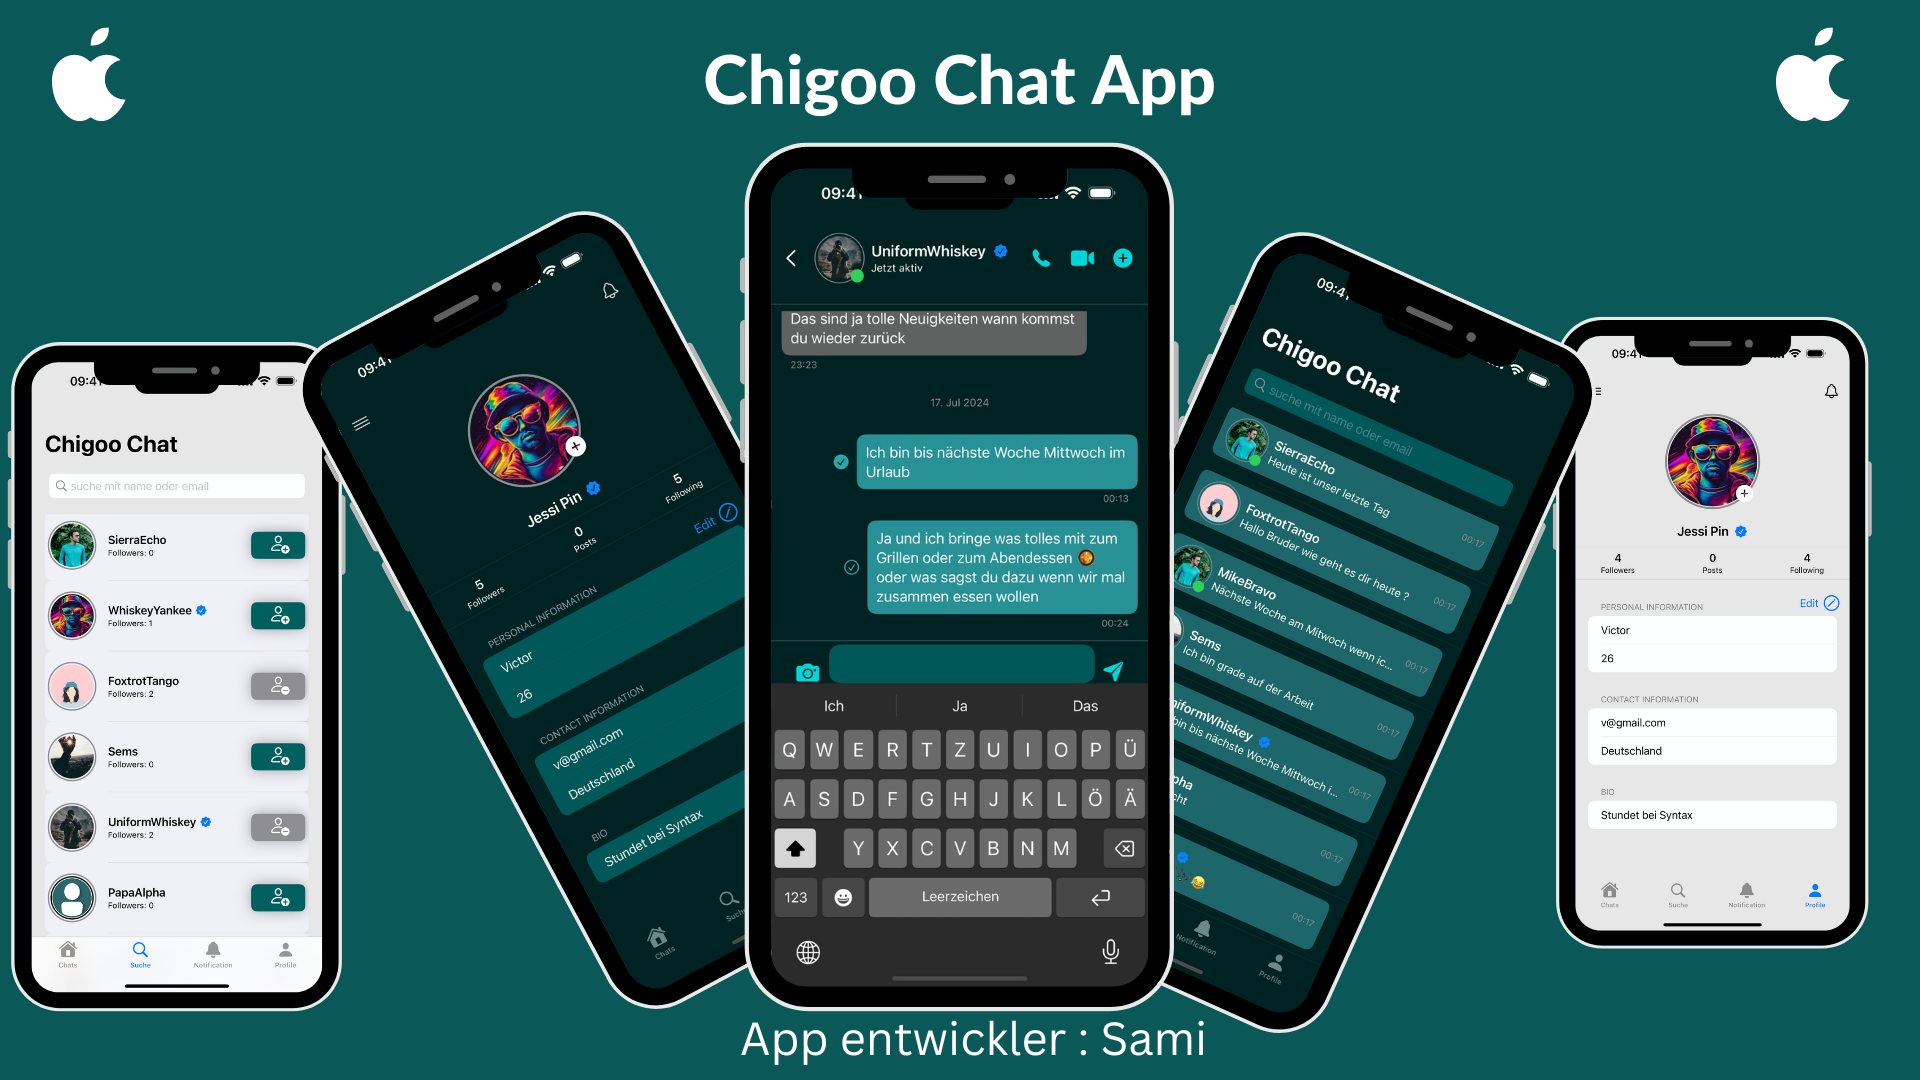 Chigoo Chat App
09:41
Chigoo Chat
suche mit name oder email
SierraEcho
Followers: 0
WhiskeyYankee
Followers: 1
FoxtrotTango
Followers: 2
Sems
Followers: 0
UniformWhiskey
Followers: 2
PapaAlpha
Followers: 0
Chats
Suche
Notification
Profile
09:41
Jessi Pin
5
Followers
0
Posts
5
Following
Edit
PERSONAL INFORMATION
Victor
26
CONTACT INFORMATION
v@gmail.com
Deutschland
BIO
Stundet bei Syntax
Chats
09:41
UniformWhiskey
Jetzt aktiv
Das sind ja tolle Neuigkeiten wann kommst
du wieder zurück
23:23
17. Jul 2024
Ich bin bis nächste Woche Mittwoch im
Urlaub
00:13
Ja und ich bringe was tolles mit zum
Grillen oder zum Abendessen 🥘
oder was sagst du dazu wenn wir mal
zusammen essen wollen
00:24
Ich Ja Das
Q W E R T Z U I O P Ü
A S D F G H J K L Ö Ä
Y X C V B N M
123 Leerzeichen
09:41
Chigoo Chat
suche mit name oder email
SierraEcho
Heute ist unser letzte Tag
00:17
FoxtrotTango
Hallo Bruder wie geht es dir heute ?
00:17
MikeBravo
Nächste Woche am Mitwoch wenn ic...
00:17
Sems
Ich bin grade auf der Arbeit
00:17
niformWhiskey
bin bis nächste Woche Mittwoch i...
00:17
pha
cht
00:17
😂
00:17
Notification
Profile
09:41
Jessi Pin
4
Followers
0
Posts
4
Following
PERSONAL INFORMATION
Edit
Victor
26
CONTACT INFORMATION
v@gmail.com
Deutschland
BIO
Stundet bei Syntax
Chats
Suche
Notification
Profile
App entwickler : Sami